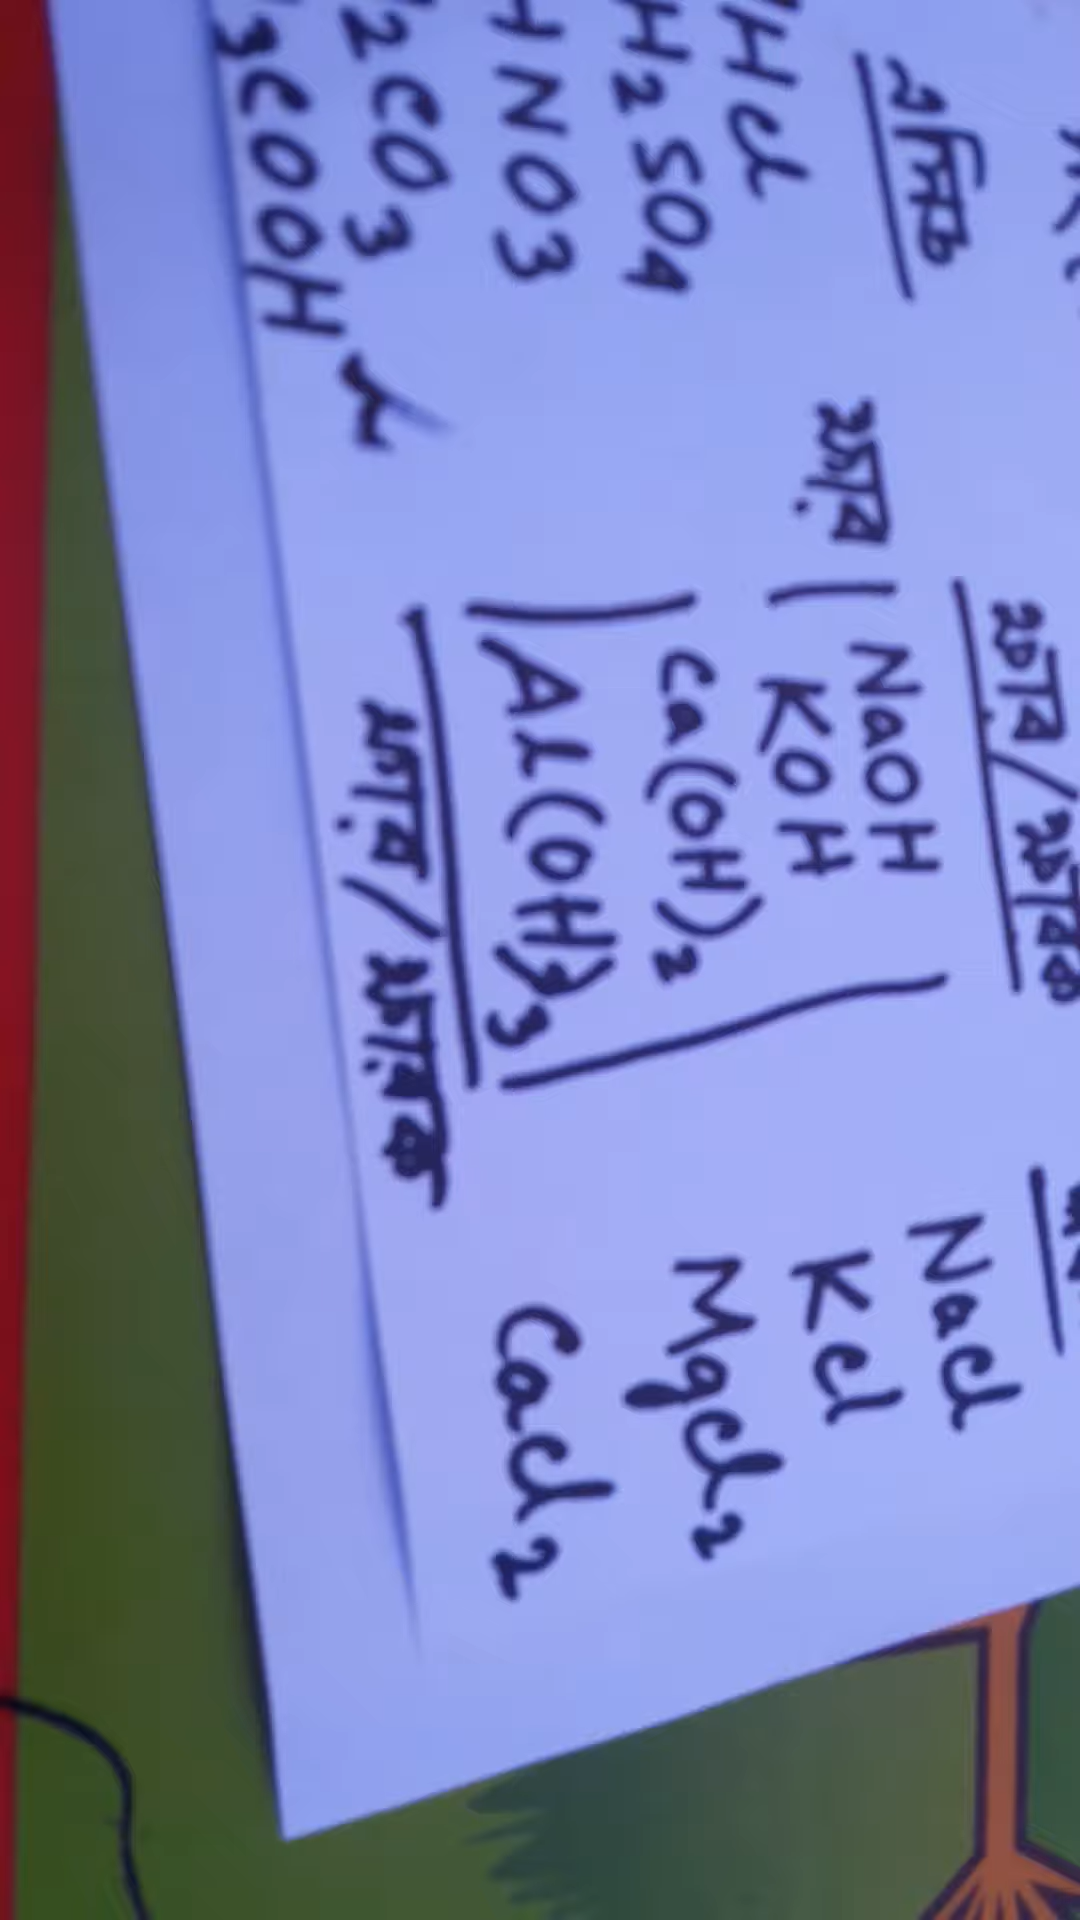 এসিড
HCl
H2SO4
HNO3
2CO3
3COOH
ক্ষার/ক্ষারক
ক্ষার
NaOH
KOH
Ca(OH)2
Al(OH)3
ক্ষার/ক্ষারক
NaCl
KCl
MgCl2
CaCl2